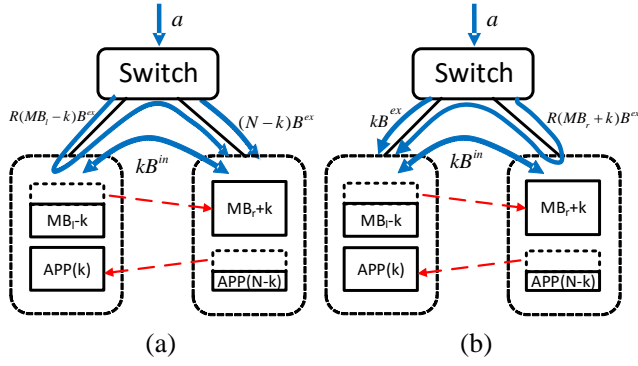 a
Switch
R(MB_l−k)B^{ex}
(N−k)B^{ex}
kB^{in}
MB_l-k
MB_r+k
APP(k)
APP(N-k)
(a)
a
Switch
kB^{ex}
R(MB_r+k)B^{ex}
kB^{in}
MB_l-k
MB_r+k
APP(k)
APP(N-k)
(b)